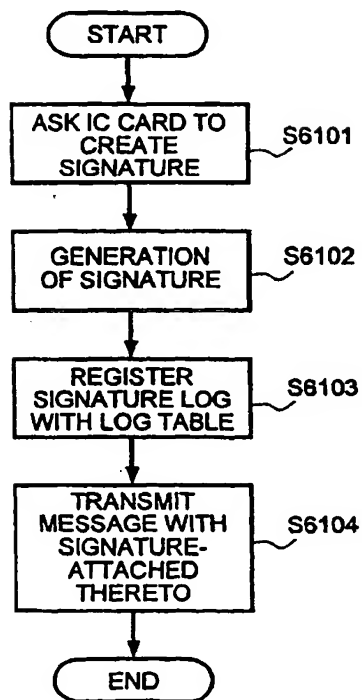 START
ASK IC CARD TO
CREATE
SIGNATURE
S6101
GENERATION
OF SIGNATURE
S6102
REGISTER
SIGNATURE LOG
WITH LOG TABLE
S6103
TRANSMIT
MESSAGE WITH
SIGNATURE-
ATTACHED
THERETO
S6104
END